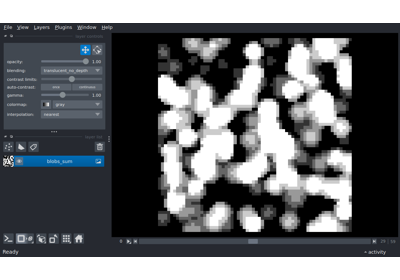 File View Layers Plugins Window Help
opacity: 1.00
blending: translucent_no_depth
contrast limits:
auto-contrast: once continuous
gamma: 1.00
colormap: gray
interpolation: nearest
blobs_sum
Ready
activity